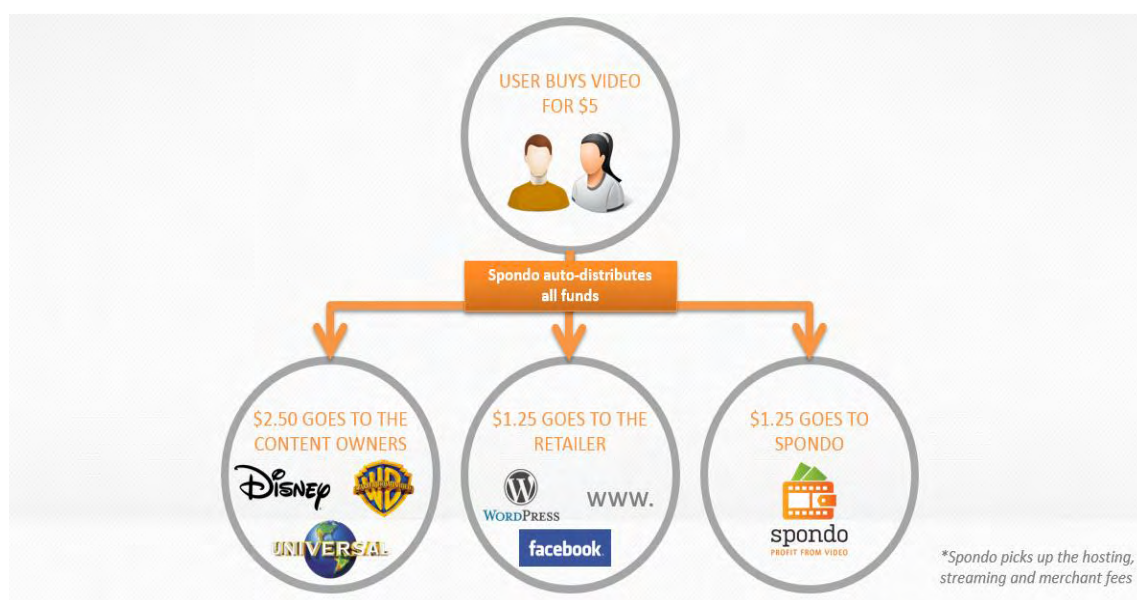 USER BUYS VIDEO
FOR $5
Spondo auto-distributes
all funds
$2.50 GOES TO THE
CONTENT OWNERS
DISNEY
WB
UNIVERSAL
$1.25 GOES TO THE
RETAILER
WORDPRESS
www.
facebook
$1.25 GOES TO
SPONDO
spondo
PROFIT FROM VIDEO
*Spondo picks up the hosting,
streaming and merchant fees